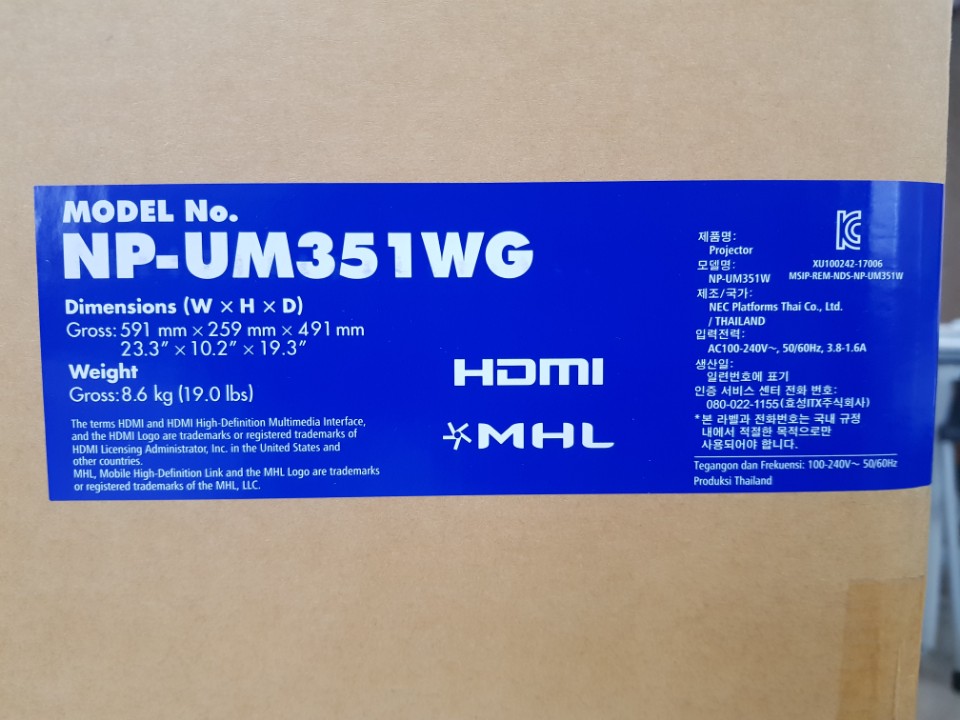 MODEL No.
NP-UM351WG
Dimensions (W × H × D)
Gross: 591 mm × 259 mm × 491 mm
23.3" × 10.2" × 19.3"
Weight
Gross: 8.6 kg (19.0 lbs)
The terms HDMI and HDMI High-Definition Multimedia Interface,
and the HDMI Logo are trademarks or registered trademarks of
HDMI Licensing Administrator, Inc. in the United States and
other countries.
MHL, Mobile High-Definition Link and the MHL Logo are trademarks
or registered trademarks of the MHL, LLC.
HDMI
MHL
제품명:
Projector
모델명:
NP-UM351W
제조/국가:
NEC Platforms Thai Co., Ltd.
/ THAILAND
입력전력:
AC100-240V~, 50/60Hz, 3.8-1.6A
생산일:
일련번호에 표기
인증 서비스 센터 전화 번호:
080-022-1155(효성ITX주식회사)
*본 라벨과 전화번호는 국내 규정
내에서 적절한 목적으로만
사용되어야 합니다.
Tegangon dan Frekuensi: 100-240V~ 50/60Hz
Produksi Thailand
KC
XU100242-17006
MSIP-REM-NDS-NP-UM351W